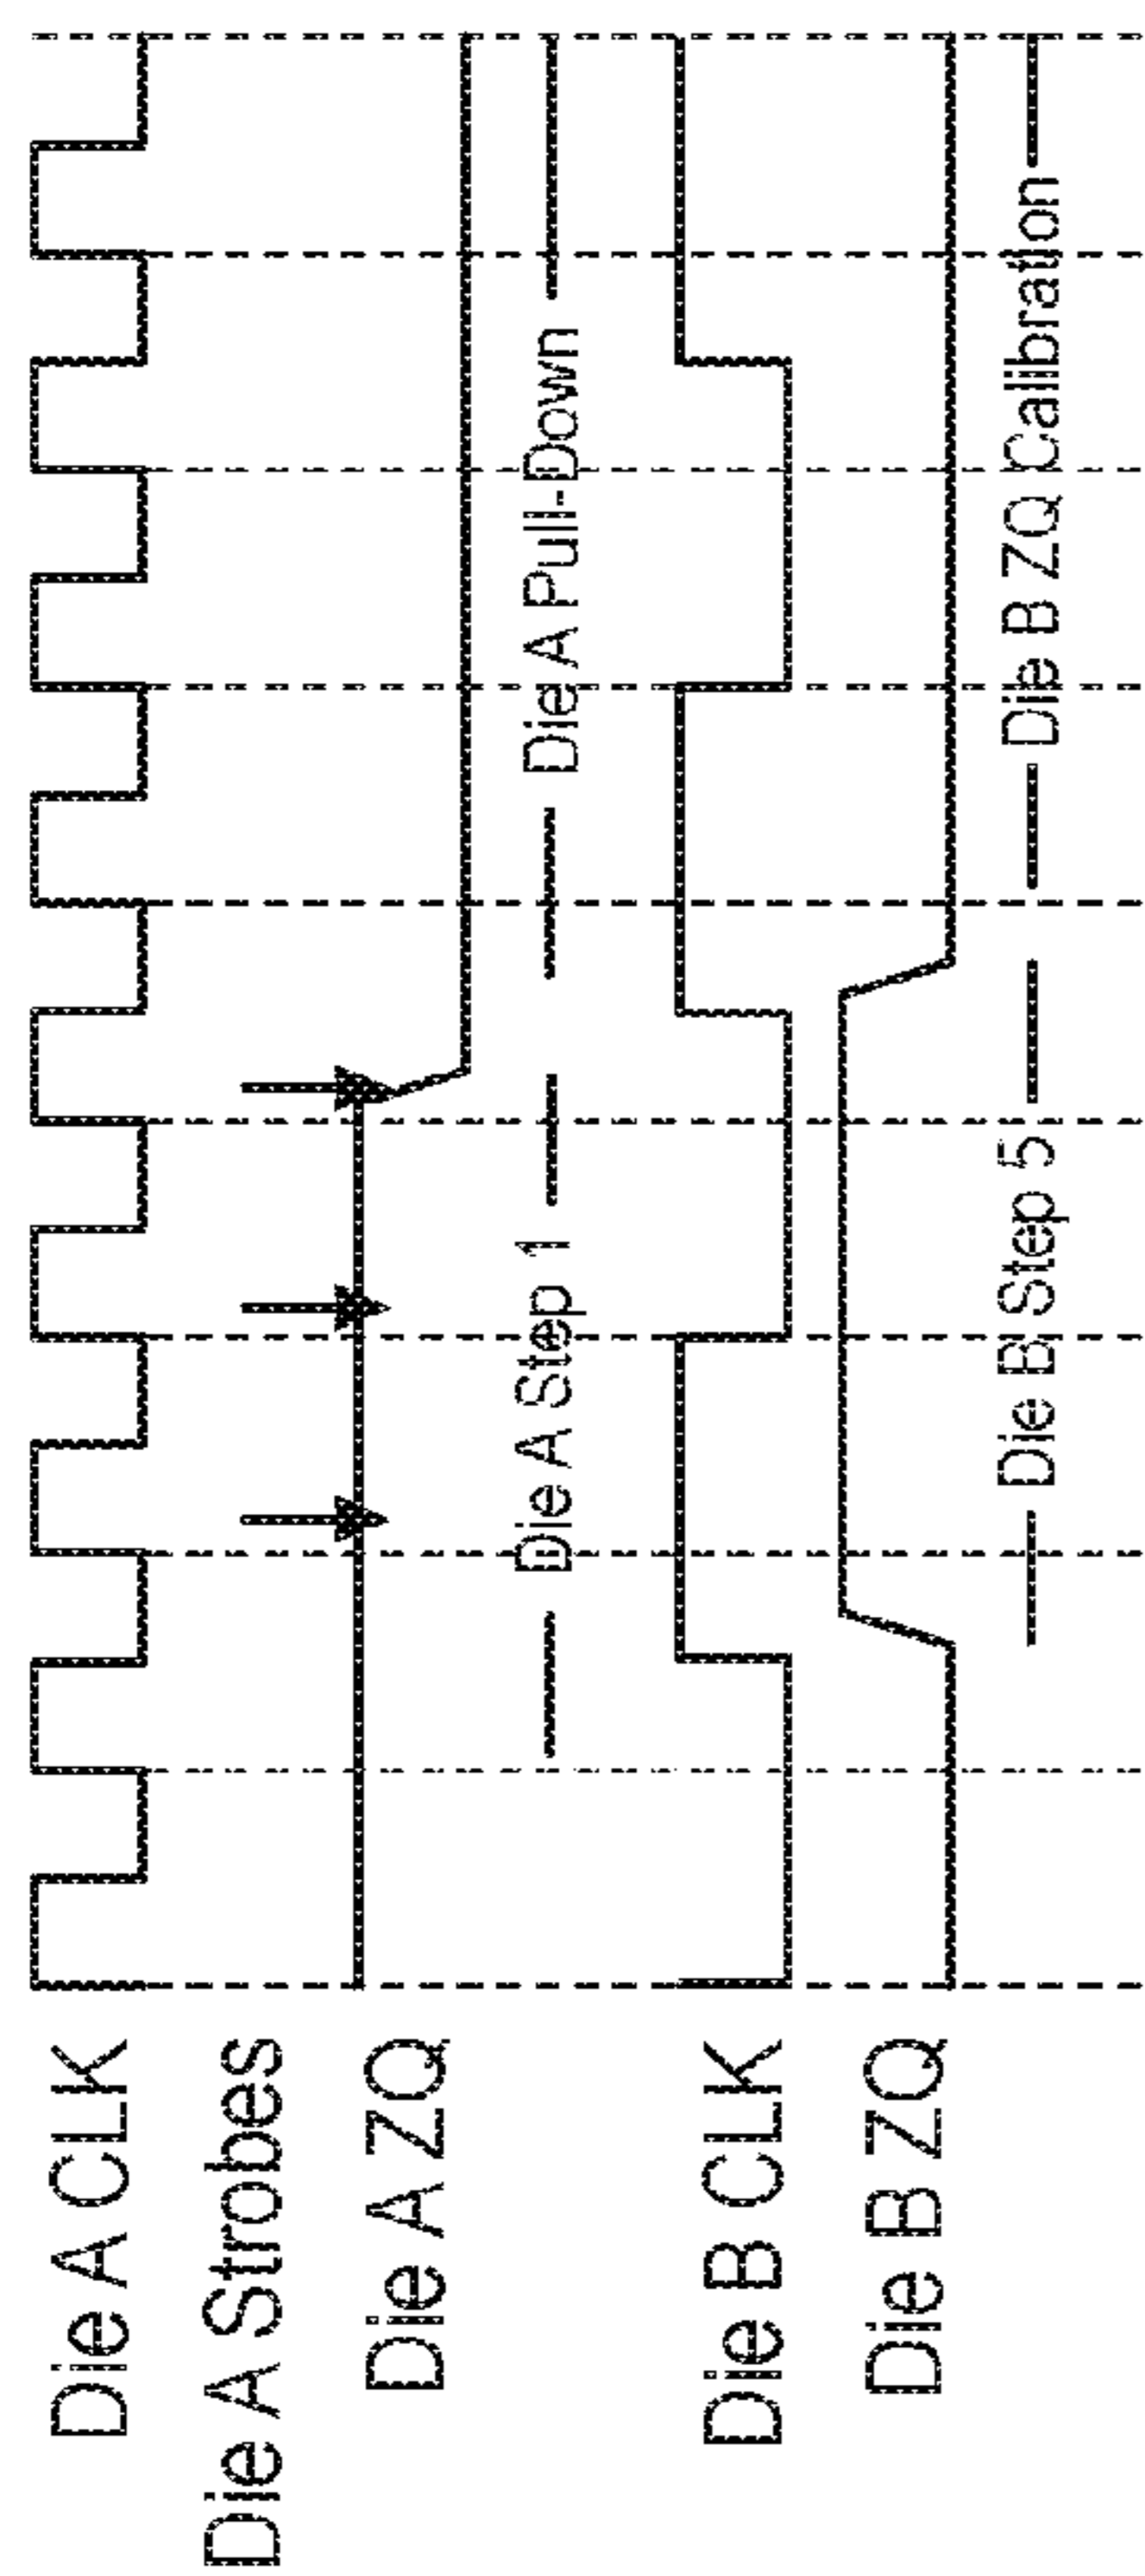 Die A CLK
Die A Strobes
Die A ZQ
Die A Step 1
Die A Pull-Down
Die B CLK
Die B ZQ
Die B Step 5
Die B ZQ Calibration